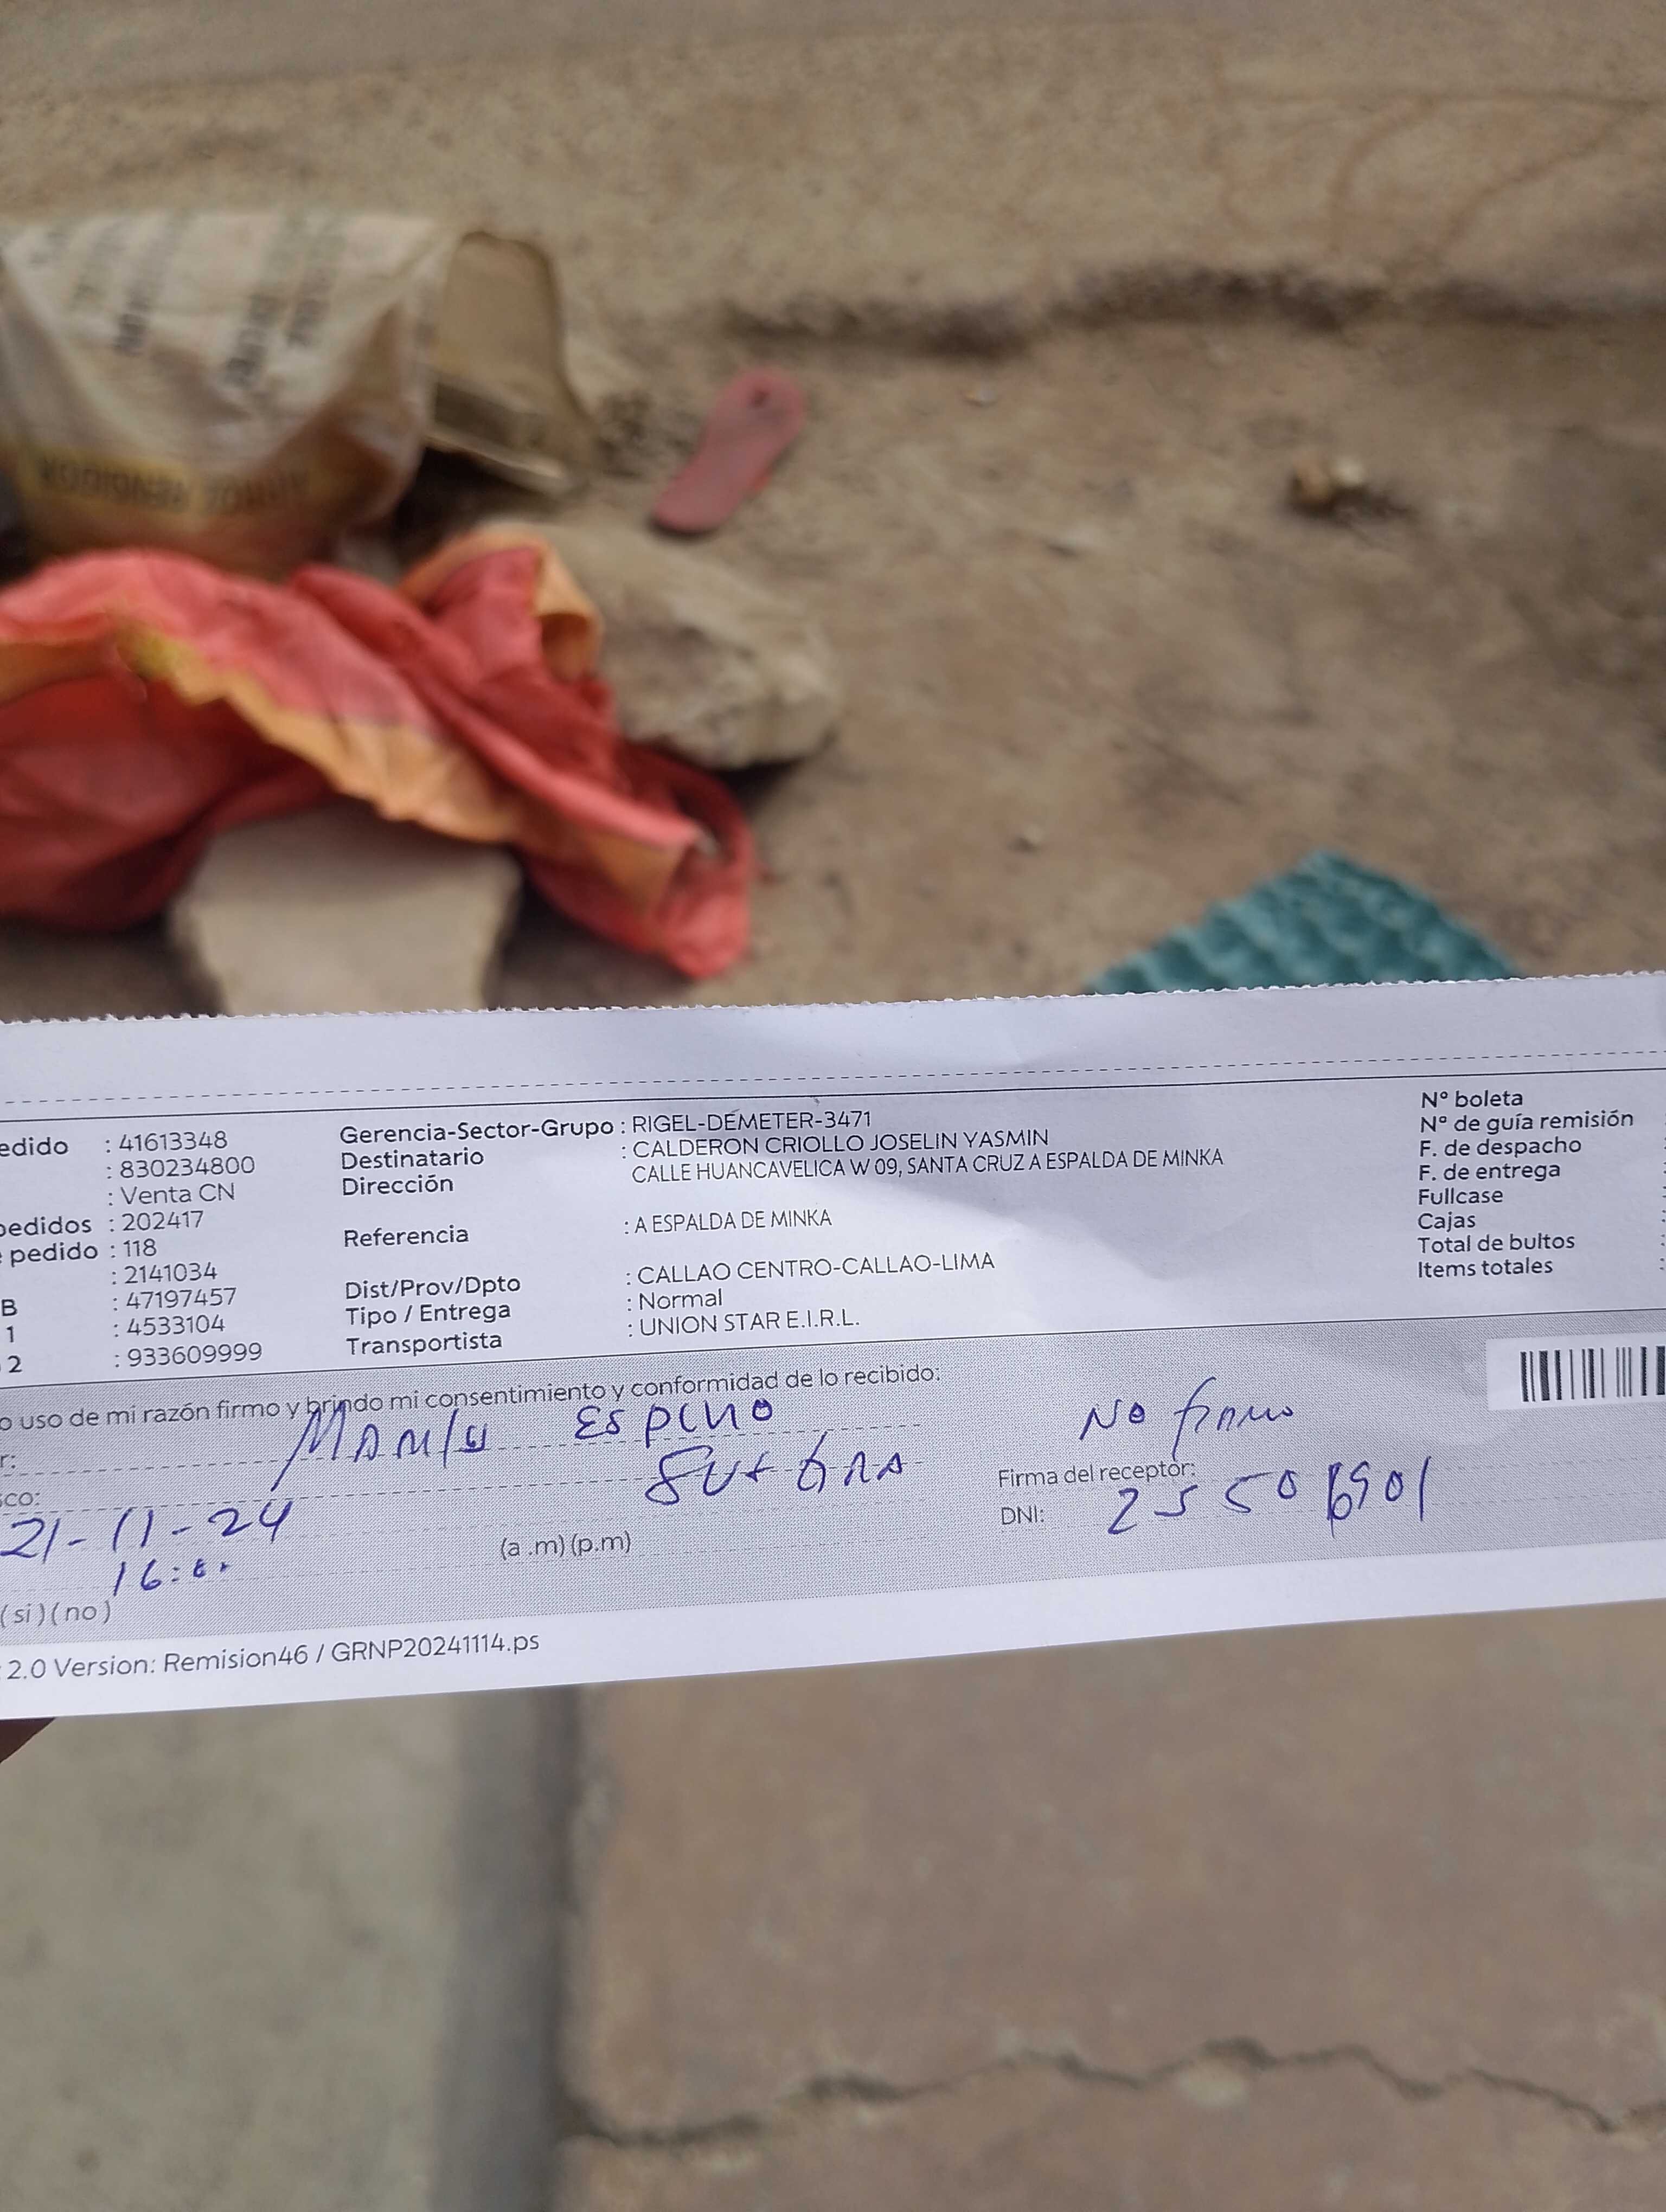 edido : 41613348
: 830234800
: Venta CN
pedidos : 202417
pedido : 118
: 2141034
B : 47197457
1 : 4533104
2 : 933609999
Gerencia-Sector-Grupo : RIGEL-DEMETER-3471
Destinatario : CALDERON CRIOLLO JOSELIN YASMIN
Dirección CALLE HUANCAVELICA W 09, SANTA CRUZ A ESPALDA DE MINKA
Referencia : A ESPALDA DE MINKA
Dist/Prov/Dpto : CALLAO CENTRO-CALLAO-LIMA
Tipo / Entrega : Normal
Transportista : UNION STAR E.I.R.L.
N° boleta
N° de guía remisión
F. de despacho
F. de entrega
Fullcase
Cajas
Total de bultos
Items totales
o uso de mi razón firmo y brindo mi consentimiento y conformidad de lo recibido:
r: Espino
sco:
21-11-24
16:
(a .m) (p.m)
No firmo
Firma del receptor:
DNI:
(si) (no)
2.0 Version: Remision46 / GRNP20241114.ps